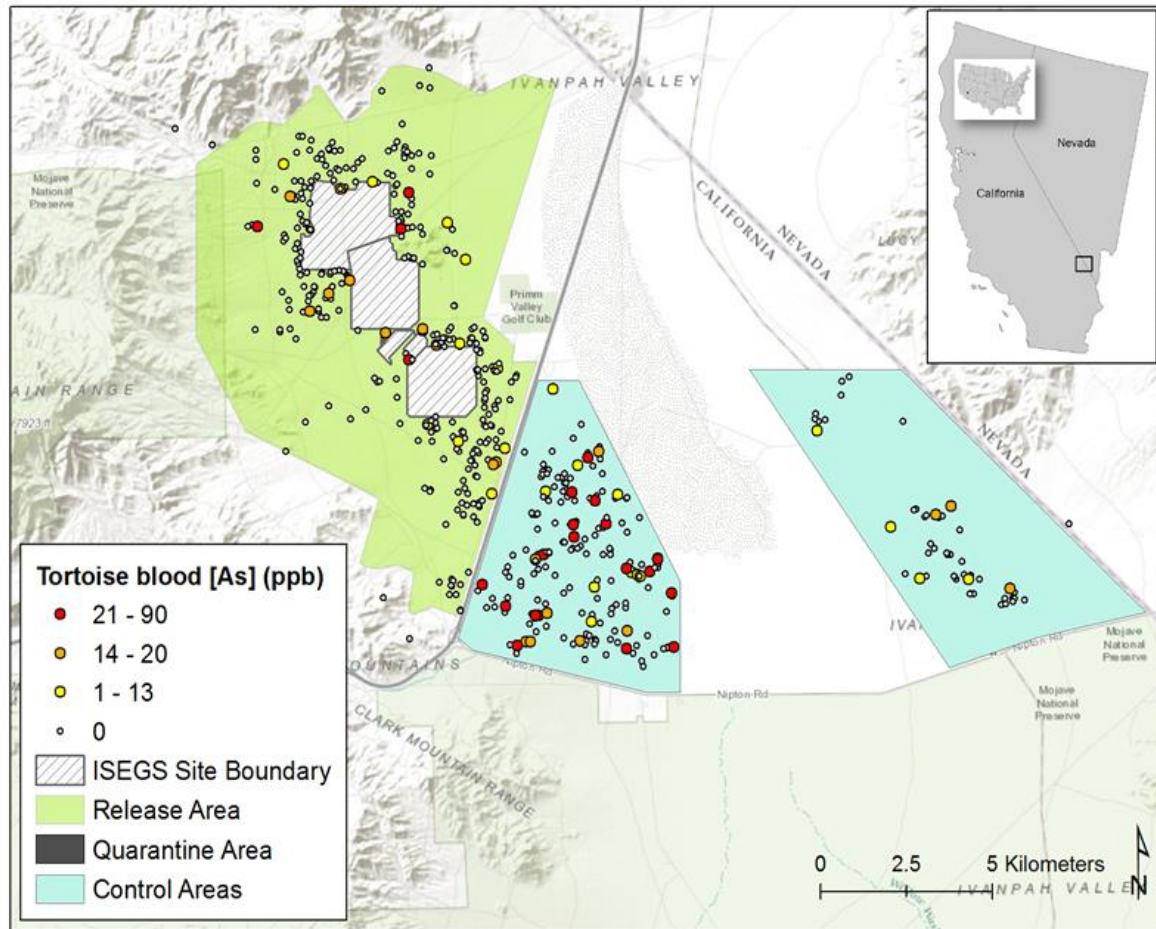 IVANPAH VALLEY
Nevada
California
Mojave
National
Preserve
CALIFORNIA
NEVADA
LUCY
Primm
Valley
Golf Club
AIN RANGE
7923 ft
NEVADA
Tortoise blood [As] (ppb)
21 - 90
14 - 20
1 - 13
0
ISEGS Site Boundary
Release Area
Quarantine Area
Control Areas
MOUNTAINS
Nipton Rd
Nipton Rd
Nipton Rd
Mojave
National
Preserve
Mojave
National
Preserve
CLARK MOUNTAIN RANGE
0 2.5 5 Kilometers
N
IVANPAH VALLEY